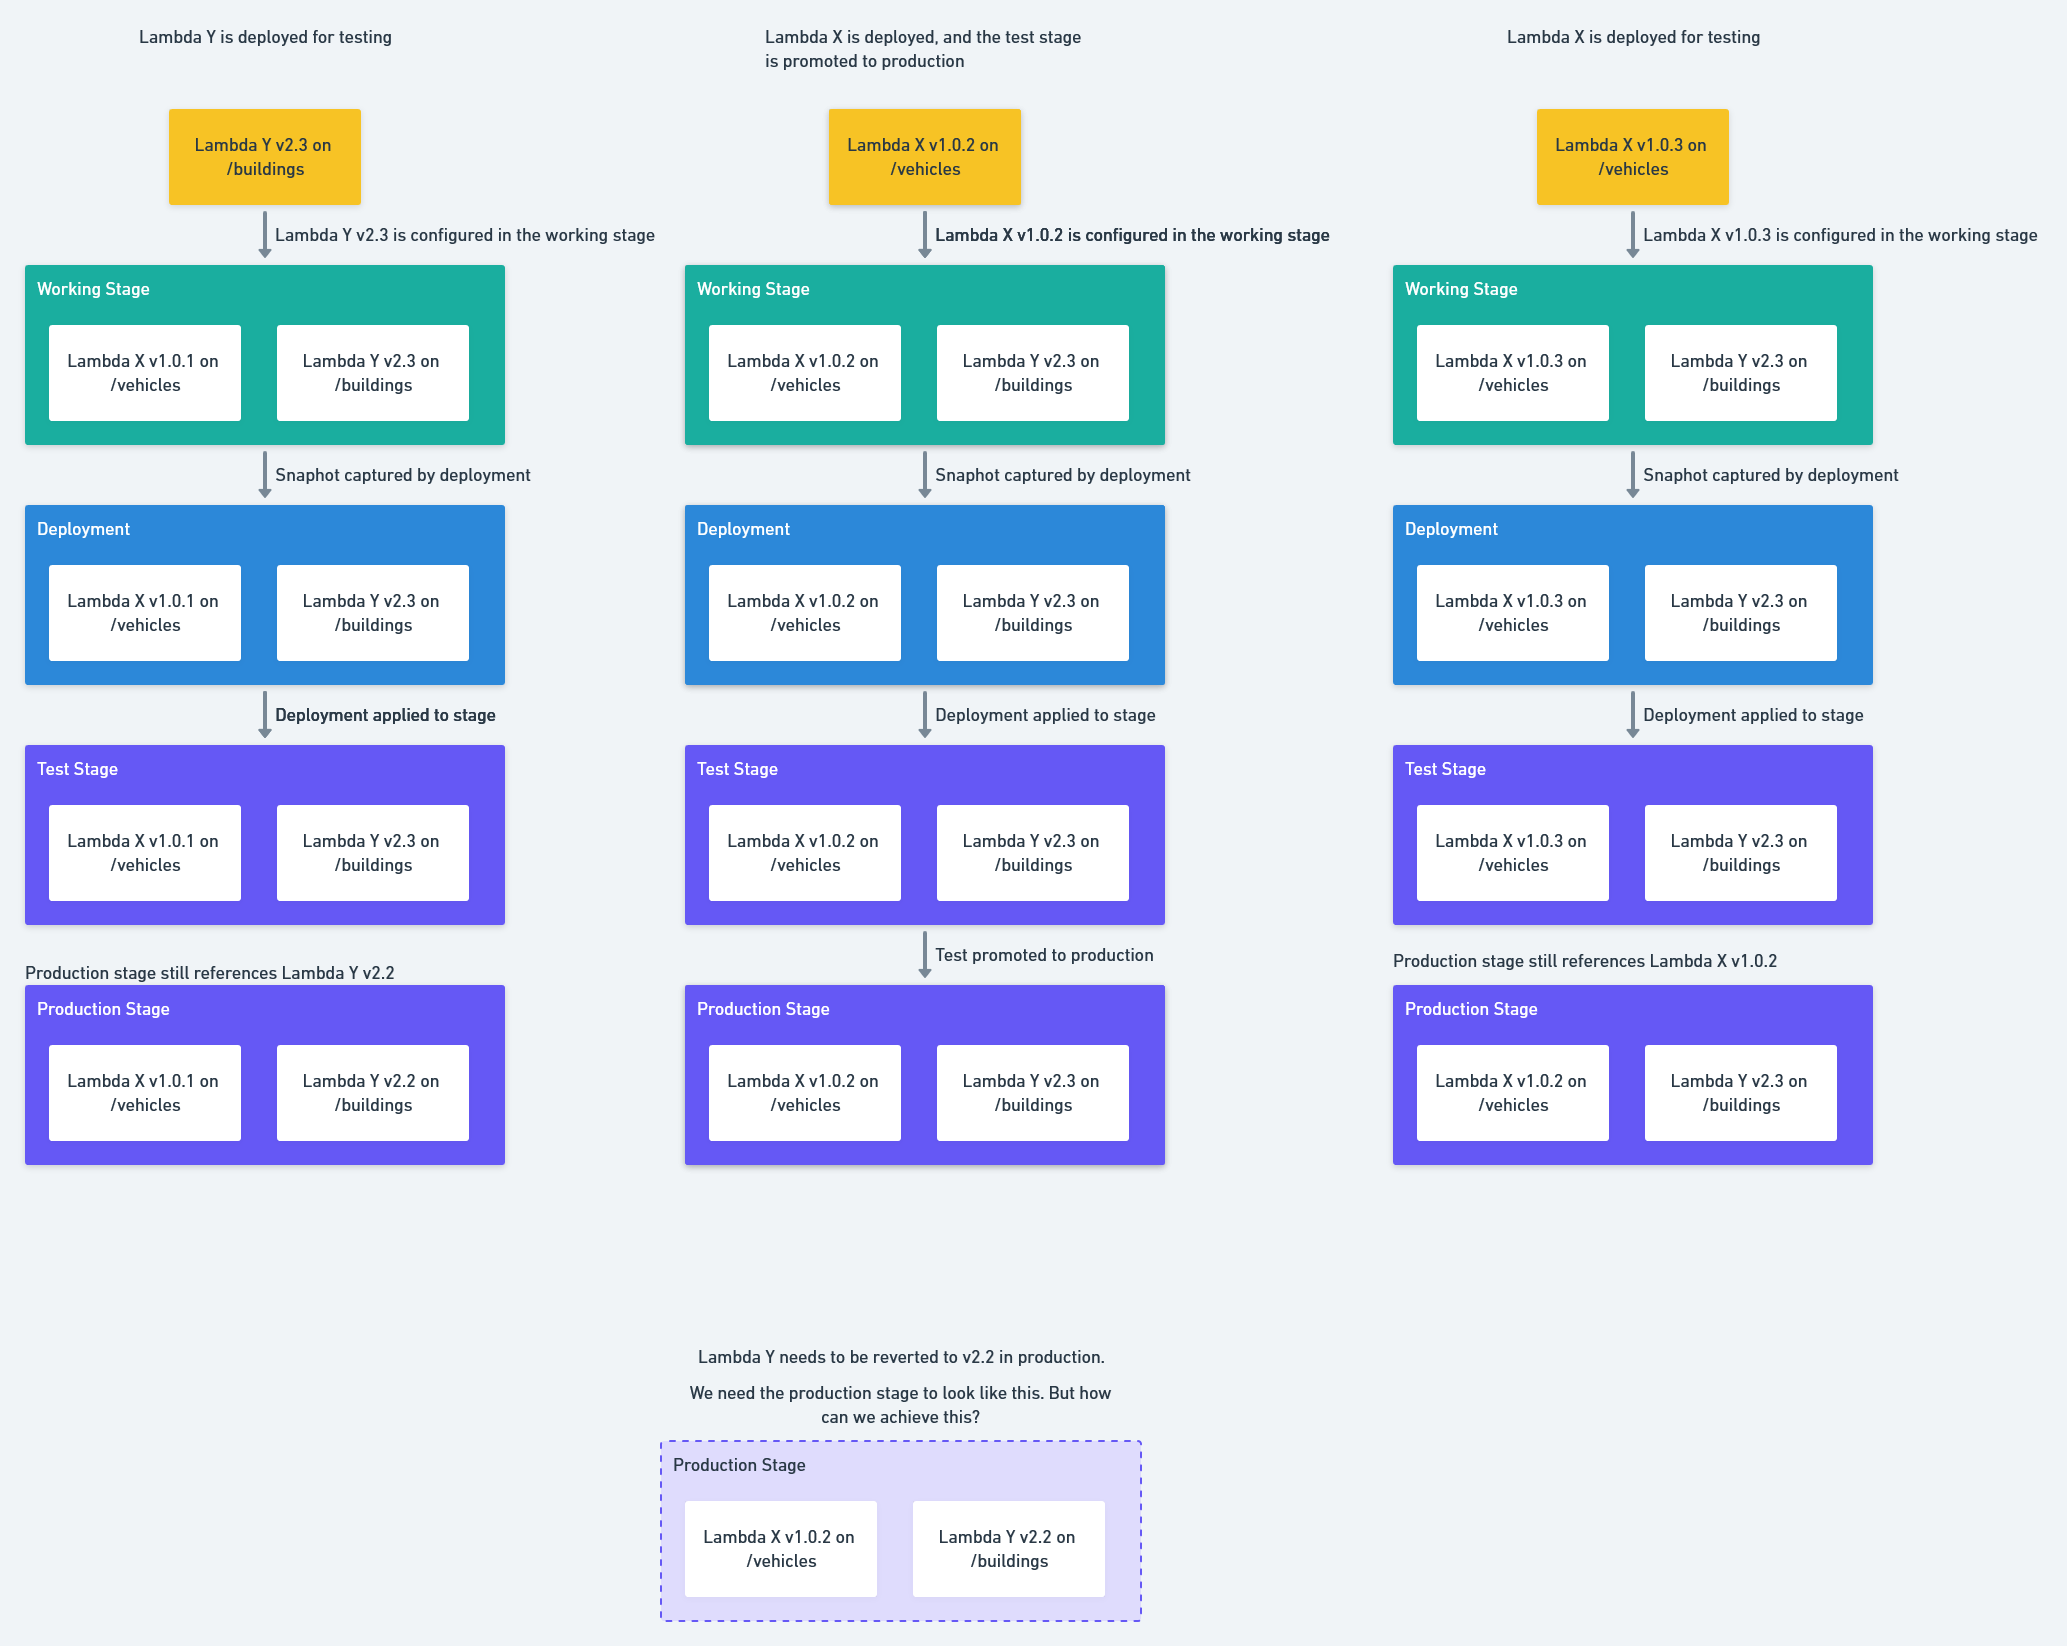 Lambda Y is deployed for testing
Lambda Y v2.3 on
/buildings
Lambda Y v2.3 is configured in the working stage
Working Stage
Lambda X v1.0.1 on
/vehicles
Lambda Y v2.3 on
/buildings
Snaphot captured by deployment
Deployment
Lambda X v1.0.1 on
/vehicles
Lambda Y v2.3 on
/buildings
Deployment applied to stage
Test Stage
Lambda X v1.0.1 on
/vehicles
Lambda Y v2.3 on
/buildings
Production stage still references Lambda Y v2.2
Production Stage
Lambda X v1.0.1 on
/vehicles
Lambda Y v2.2 on
/buildings
Lambda X is deployed, and the test stage
is promoted to production
Lambda X v1.0.2 on
/vehicles
Lambda X v1.0.2 is configured in the working stage
Working Stage
Lambda X v1.0.2 on
/vehicles
Lambda Y v2.3 on
/buildings
Snaphot captured by deployment
Deployment
Lambda X v1.0.2 on
/vehicles
Lambda Y v2.3 on
/buildings
Deployment applied to stage
Test Stage
Lambda X v1.0.2 on
/vehicles
Lambda Y v2.3 on
/buildings
Test promoted to production
Production Stage
Lambda X v1.0.2 on
/vehicles
Lambda Y v2.3 on
/buildings
Lambda X is deployed for testing
Lambda X v1.0.3 on
/vehicles
Lambda X v1.0.3 is configured in the working stage
Working Stage
Lambda X v1.0.3 on
/vehicles
Lambda Y v2.3 on
/buildings
Snaphot captured by deployment
Deployment
Lambda X v1.0.3 on
/vehicles
Lambda Y v2.3 on
/buildings
Deployment applied to stage
Test Stage
Lambda X v1.0.3 on
/vehicles
Lambda Y v2.3 on
/buildings
Production stage still references Lambda X v1.0.2
Production Stage
Lambda X v1.0.2 on
/vehicles
Lambda Y v2.3 on
/buildings
Lambda Y needs to be reverted to v2.2 in production.
We need the production stage to look like this. But how
can we achieve this?
Production Stage
Lambda X v1.0.2 on
/vehicles
Lambda Y v2.2 on
/buildings